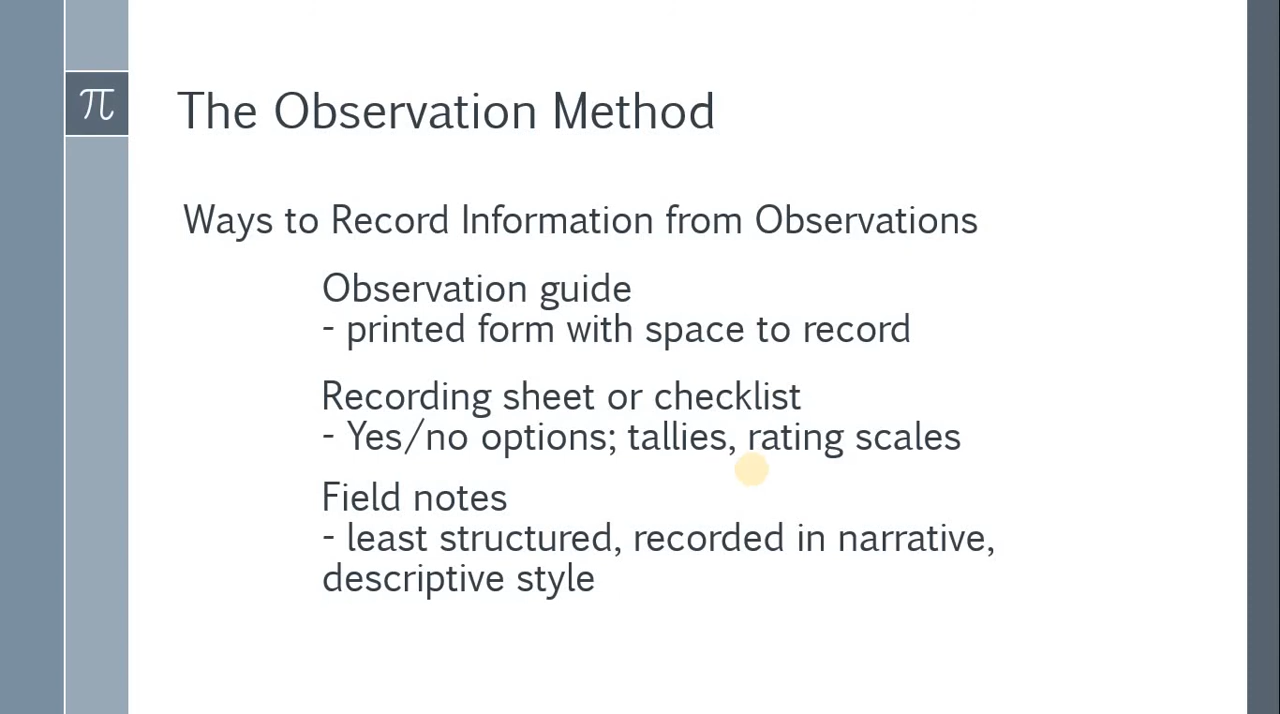 π
The Observation Method
Ways to Record Information from Observations
Observation guide
- printed form with space to record
Recording sheet or checklist
- Yes/no options; tallies, rating scales
Field notes
- least structured, recorded in narrative,
descriptive style